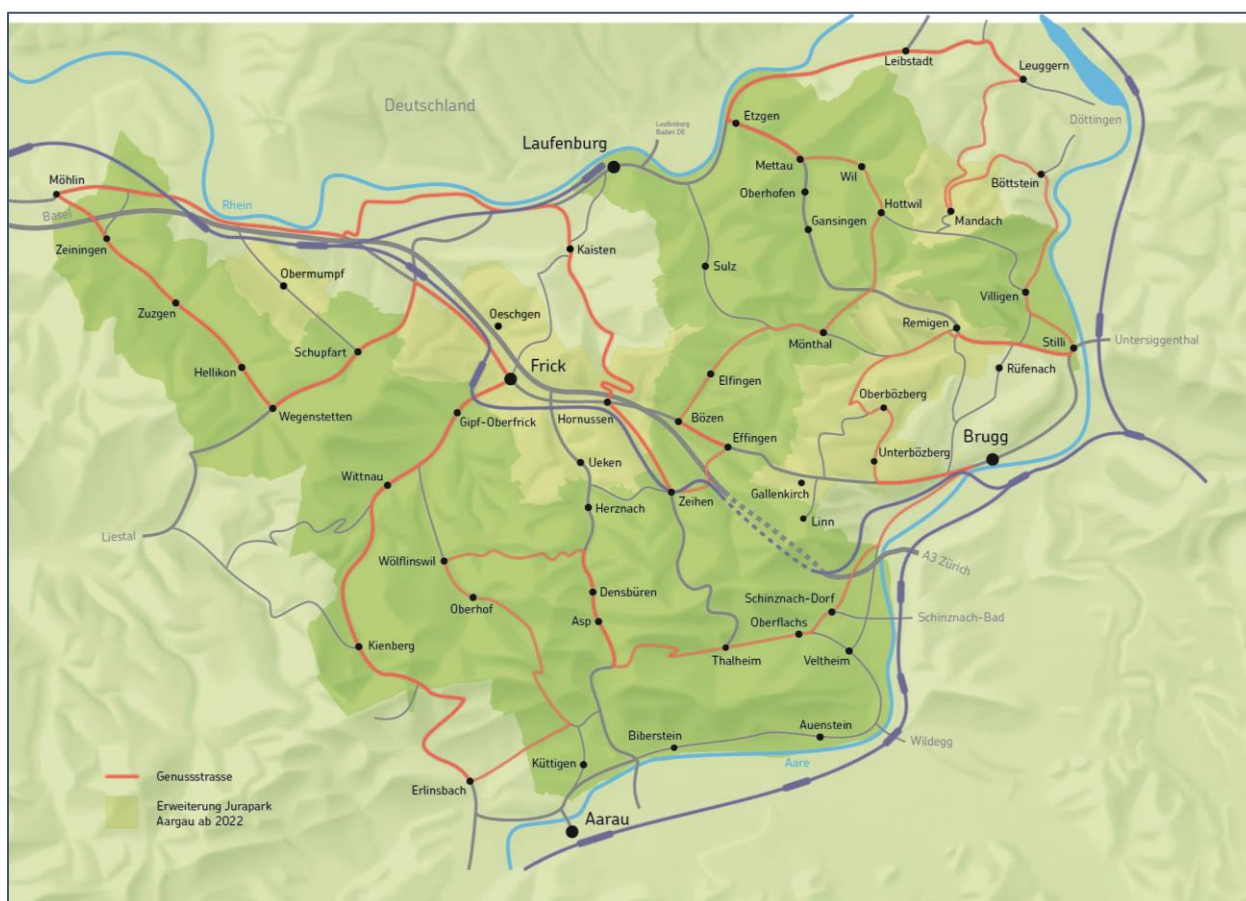 Leibstadt
Leuggern
Deutschland
Döttingen
Laufenburg
Baden DE
Etzgen
Laufenburg
Mettau
Wil
Böttstein
Möhlin
Oberhofen
Hottwil
Rhein
Basel
Gansingen
Mandach
Zeiningen
Kaisten
Obermumpf
Sulz
Zuzgen
Villigen
Oeschgen
Remigen
Mönthal
Stilli
Untersiggenthal
Schupfart
Hellikon
Frick
Elfingen
Rüfenach
Oberbözberg
Wegenstetten
Gipf-Oberfrick
Hornussen
Bözen
Effingen
Brugg
Unterbözberg
Ueken
Wittnau
Zeihen
Gallenkirch
Herznach
Linn
Liestal
Wölflinswil
A3 Zürich
Densbüren
Schinznach-Dorf
Oberhof
Asp
Oberflachs
Schinznach-Bad
Kienberg
Thalheim
Veltheim
Auenstein
Biberstein
Wildegg
Küttigen
Aare
Genussstrasse
Erlinsbach
Erweiterung Jurapark
Aargau ab 2022
Aarau